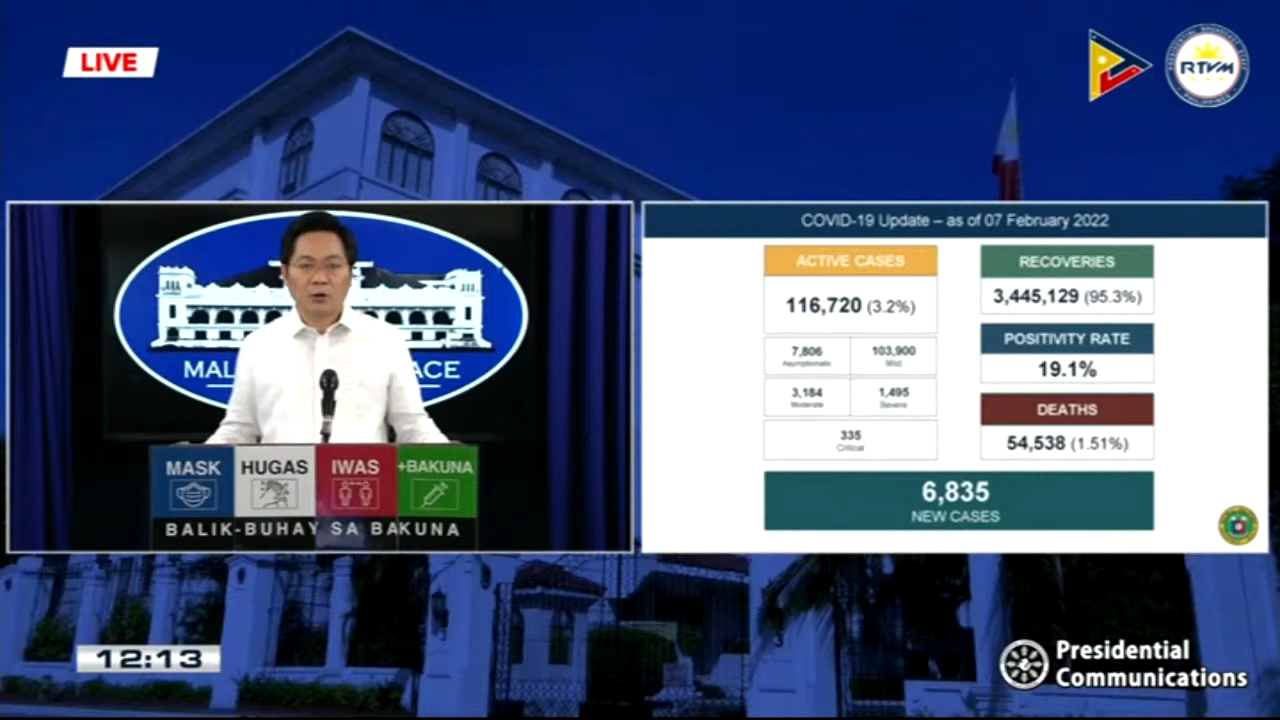 LIVE
RTVM
COVID-19 Update – as of 07 February 2022
ACTIVE CASES
116,720 (3.2%)
7,806
Asymptomatic
103,900
Mild
3,184
Moderate
1,495
Severe
335
Critical
RECOVERIES
3,445,129 (95.3%)
POSITIVITY RATE
19.1%
DEATHS
54,538 (1.51%)
6,835
NEW CASES
MAL ACE
MASK HUGAS IWAS +BAKUNA
BALIK-BUHAY SA BAKUNA
12:13
Presidential
Communications